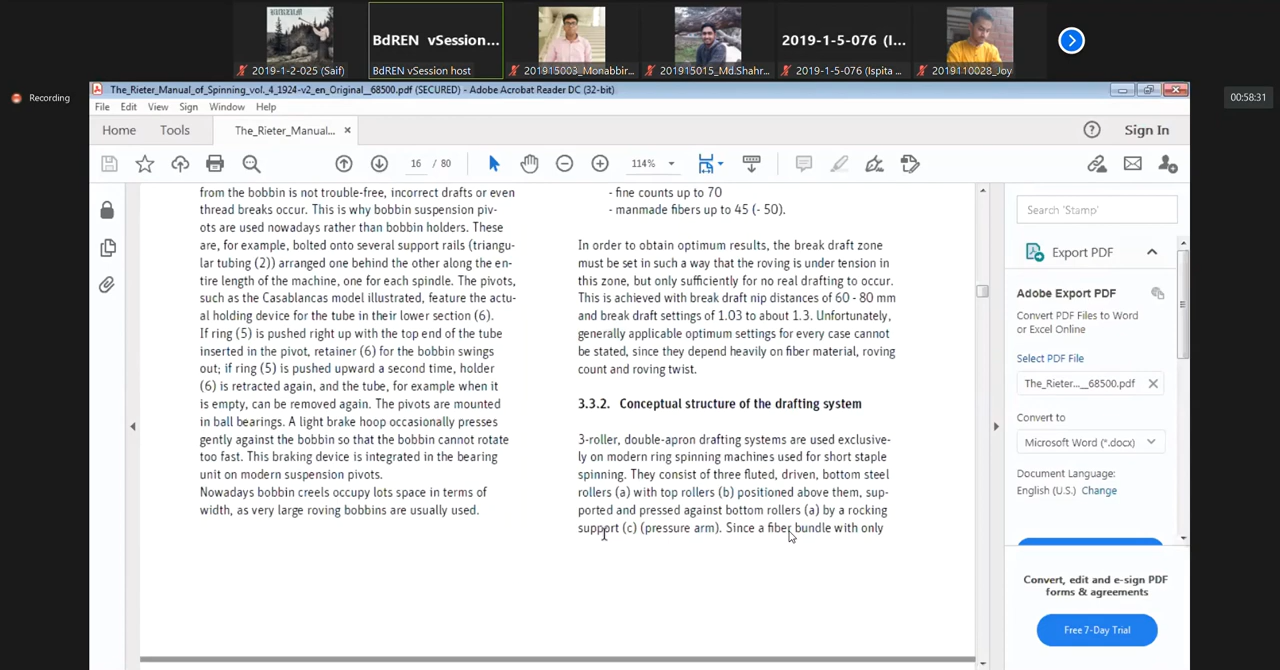 BdREN vSession...
2019-1-5-076 (I...
2019-1-2-025 (Saif)
BdREN vSession host
201915003_Monabbir...
201915015_Md.Shahr...
2019-1-5-076 (Ispita ...
2019110028_Joy
Recording
00:58:31
The_Rieter_Manual_of_Spinning_vol._4_1924-v2_en_Original__68500.pdf (SECURED) - Adobe Acrobat Reader DC (32-bit)
File Edit View Sign Window Help
Home Tools The_Rieter_Manual... × Sign In
16 / 80 114%
from the bobbin is not trouble-free, incorrect drafts or even
thread breaks occur. This is why bobbin suspension piv-
ots are used nowadays rather than bobbin holders. These
are, for example, bolted onto several support rails (triangu-
lar tubing (2)) arranged one behind the other along the en-
tire length of the machine, one for each spindle. The pivots,
such as the Casablancas model illustrated, feature the actu-
al holding device for the tube in their lower section (6).
If ring (5) is pushed right up with the top end of the tube
inserted in the pivot, retainer (6) for the bobbin swings
out; if ring (5) is pushed upward a second time, holder
(6) is retracted again, and the tube, for example when it
is empty, can be removed again. The pivots are mounted
in ball bearings. A light brake hoop occasionally presses
gently against the bobbin so that the bobbin cannot rotate
too fast. This braking device is integrated in the bearing
unit on modern suspension pivots.
Nowadays bobbin creels occupy lots space in terms of
width, as very large roving bobbins are usually used.
- fine counts up to 70
- manmade fibers up to 45 (- 50).
In order to obtain optimum results, the break draft zone
must be set in such a way that the roving is under tension in
this zone, but only sufficiently for no real drafting to occur.
This is achieved with break draft nip distances of 60 - 80 mm
and break draft settings of 1.03 to about 1.3. Unfortunately,
generally applicable optimum settings for every case cannot
be stated, since they depend heavily on fiber material, roving
count and roving twist.
3.3.2. Conceptual structure of the drafting system
3-roller, double-apron drafting systems are used exclusive-
ly on modern ring spinning machines used for short staple
spinning. They consist of three fluted, driven, bottom steel
rollers (a) with top rollers (b) positioned above them, sup-
ported and pressed against bottom rollers (a) by a rocking
support (c) (pressure arm). Since a fiber bundle with only
Search 'Stamp'
Export PDF
Adobe Export PDF
Convert PDF Files to Word
or Excel Online
Select PDF File
The_Rieter..._68500.pdf ×
Convert to
Microsoft Word (*.docx)
Document Language:
English (U.S.) Change
Convert, edit and e-sign PDF
forms & agreements
Free 7-Day Trial